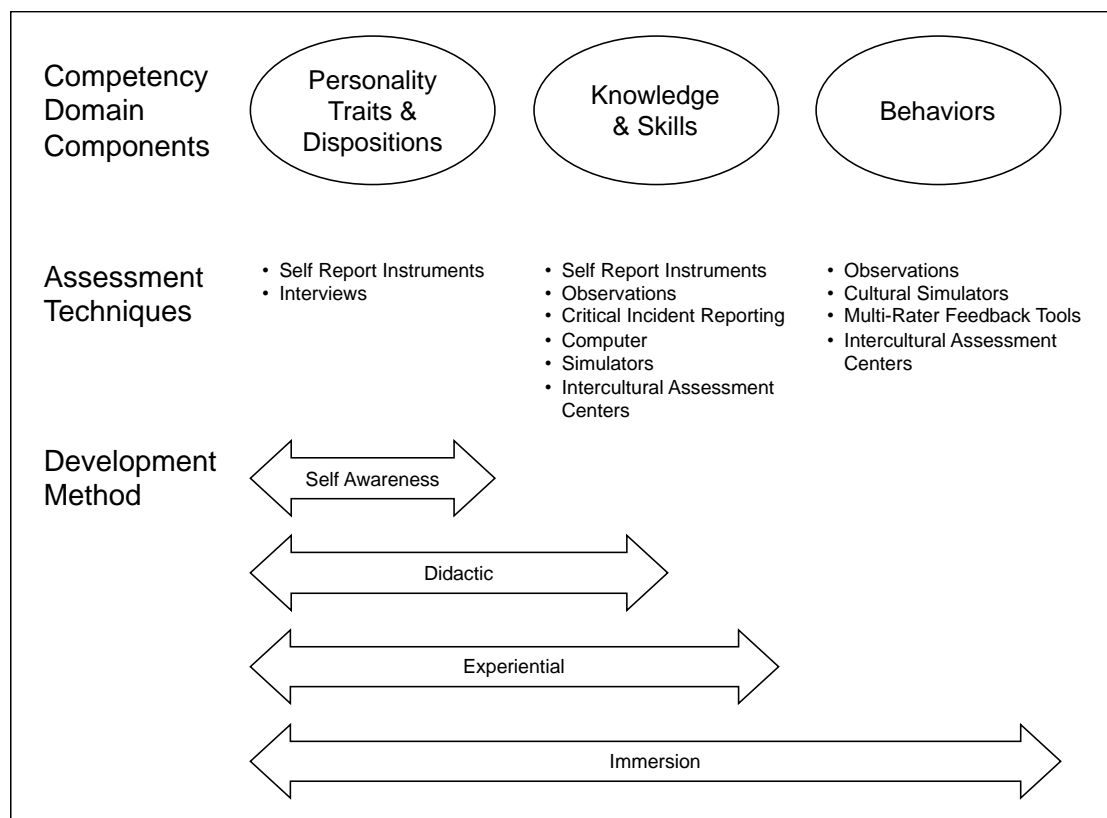 Competency
Domain
Components
Personality
Traits &
Dispositions
Knowledge
& Skills
Behaviors
Assessment
Techniques
• Self Report Instruments
• Interviews
• Self Report Instruments
• Observations
• Critical Incident Reporting
• Computer
• Simulators
• Intercultural Assessment
Centers
• Observations
• Cultural Simulators
• Multi-Rater Feedback Tools
• Intercultural Assessment
Centers
Development
Method
Self Awareness
Didactic
Experiential
Immersion